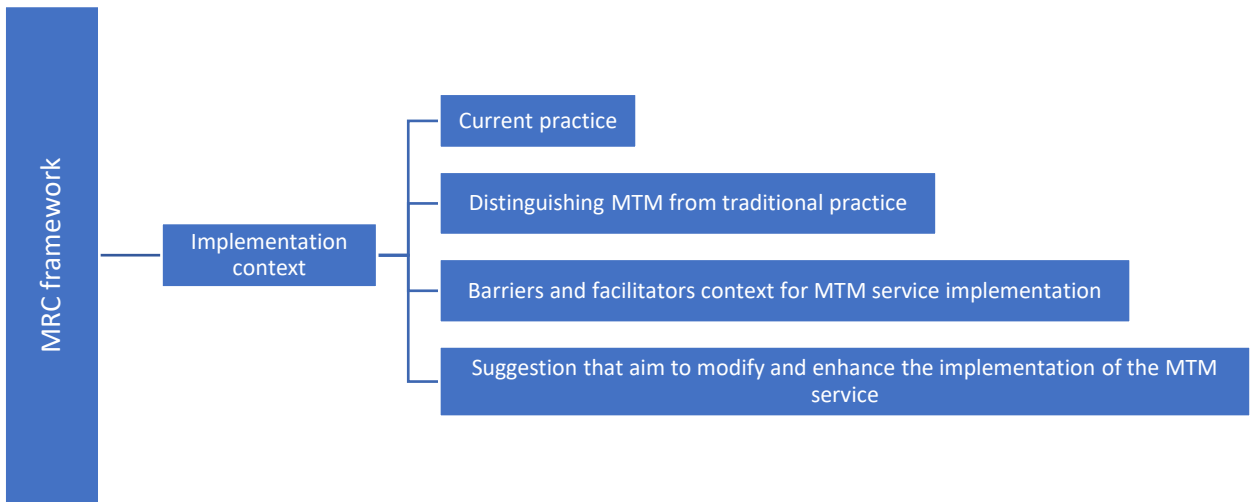 MRC framework
Implementation
context
Current practice
Distinguishing MTM from traditional practice
Barriers and facilitators context for MTM service implementation
Suggestion that aim to modify and enhance the implementation of the MTM
service